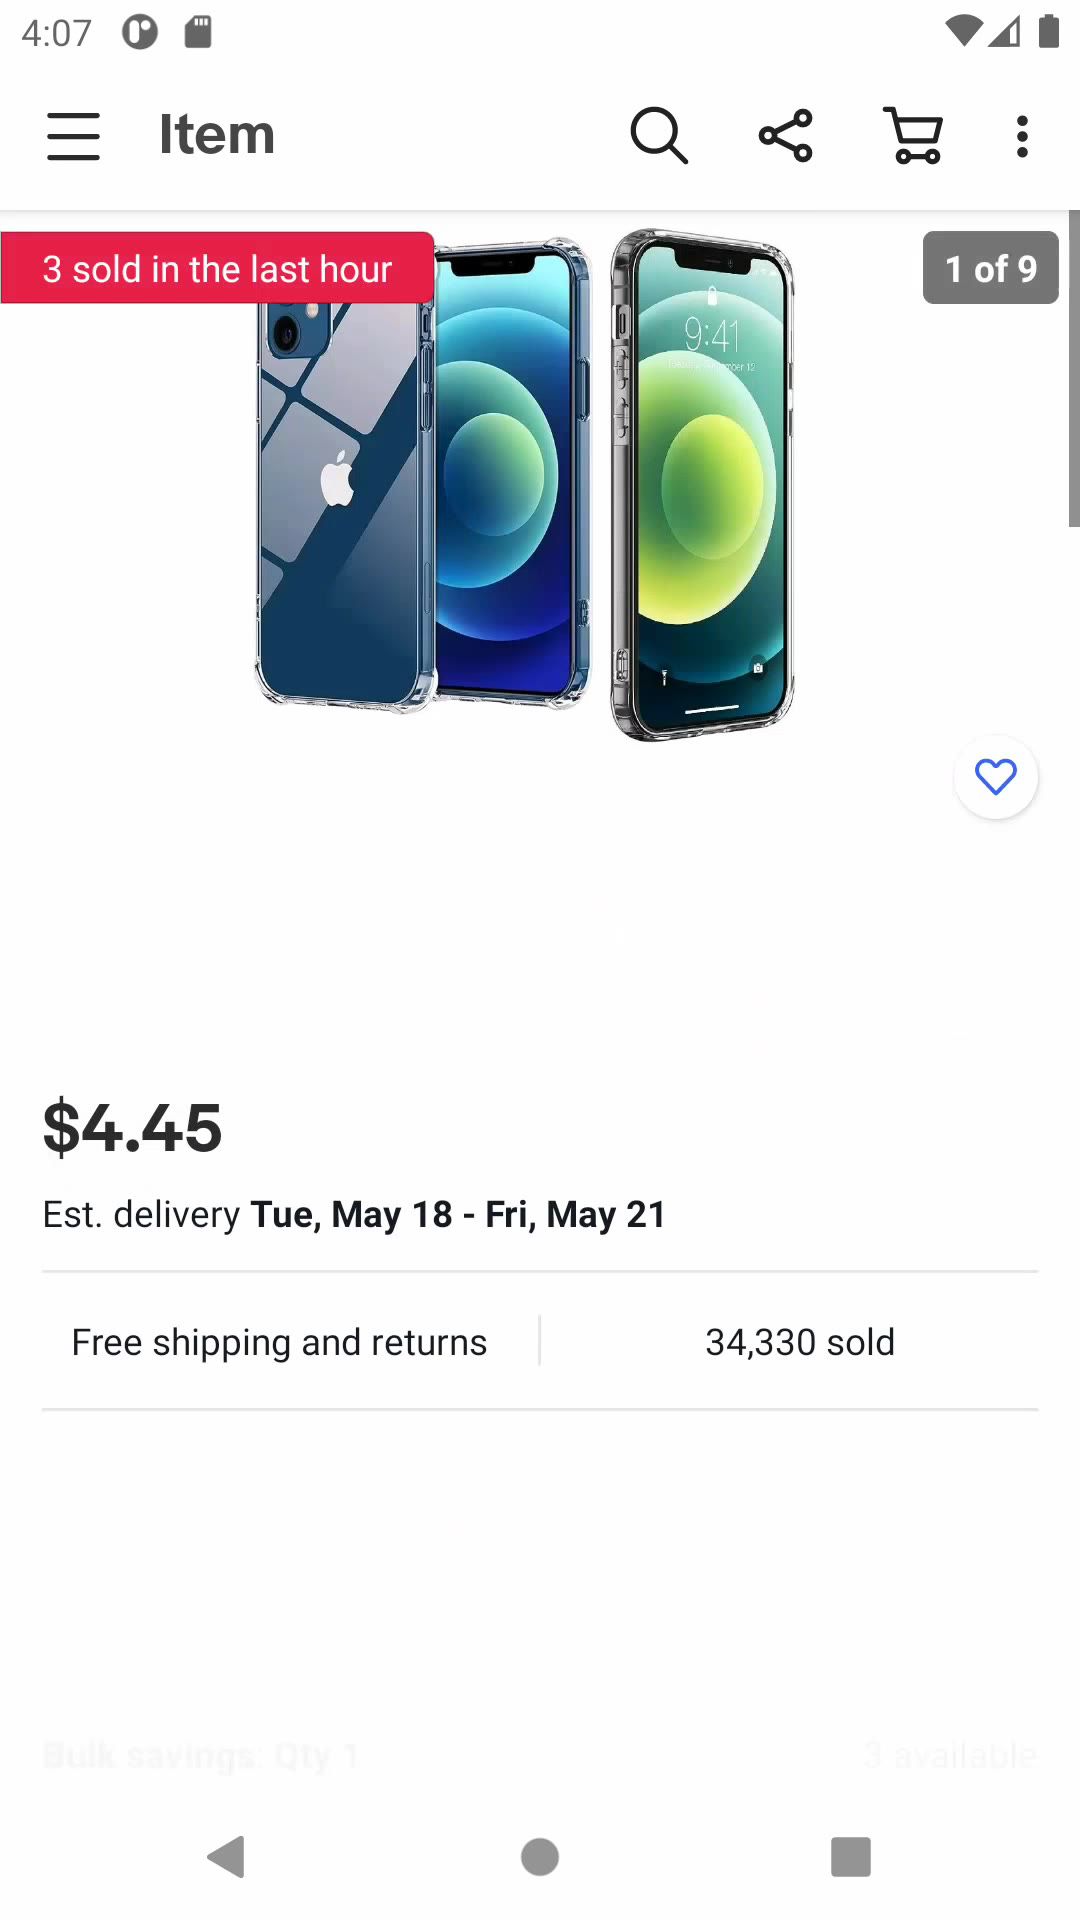 4:07
Item
3 sold in the last hour
1 of 9
9:41
$4.45
Est. delivery Tue, May 18 - Fri, May 21
Free shipping and returns
34,330 sold
Bulk savings: Qty 1
3 available